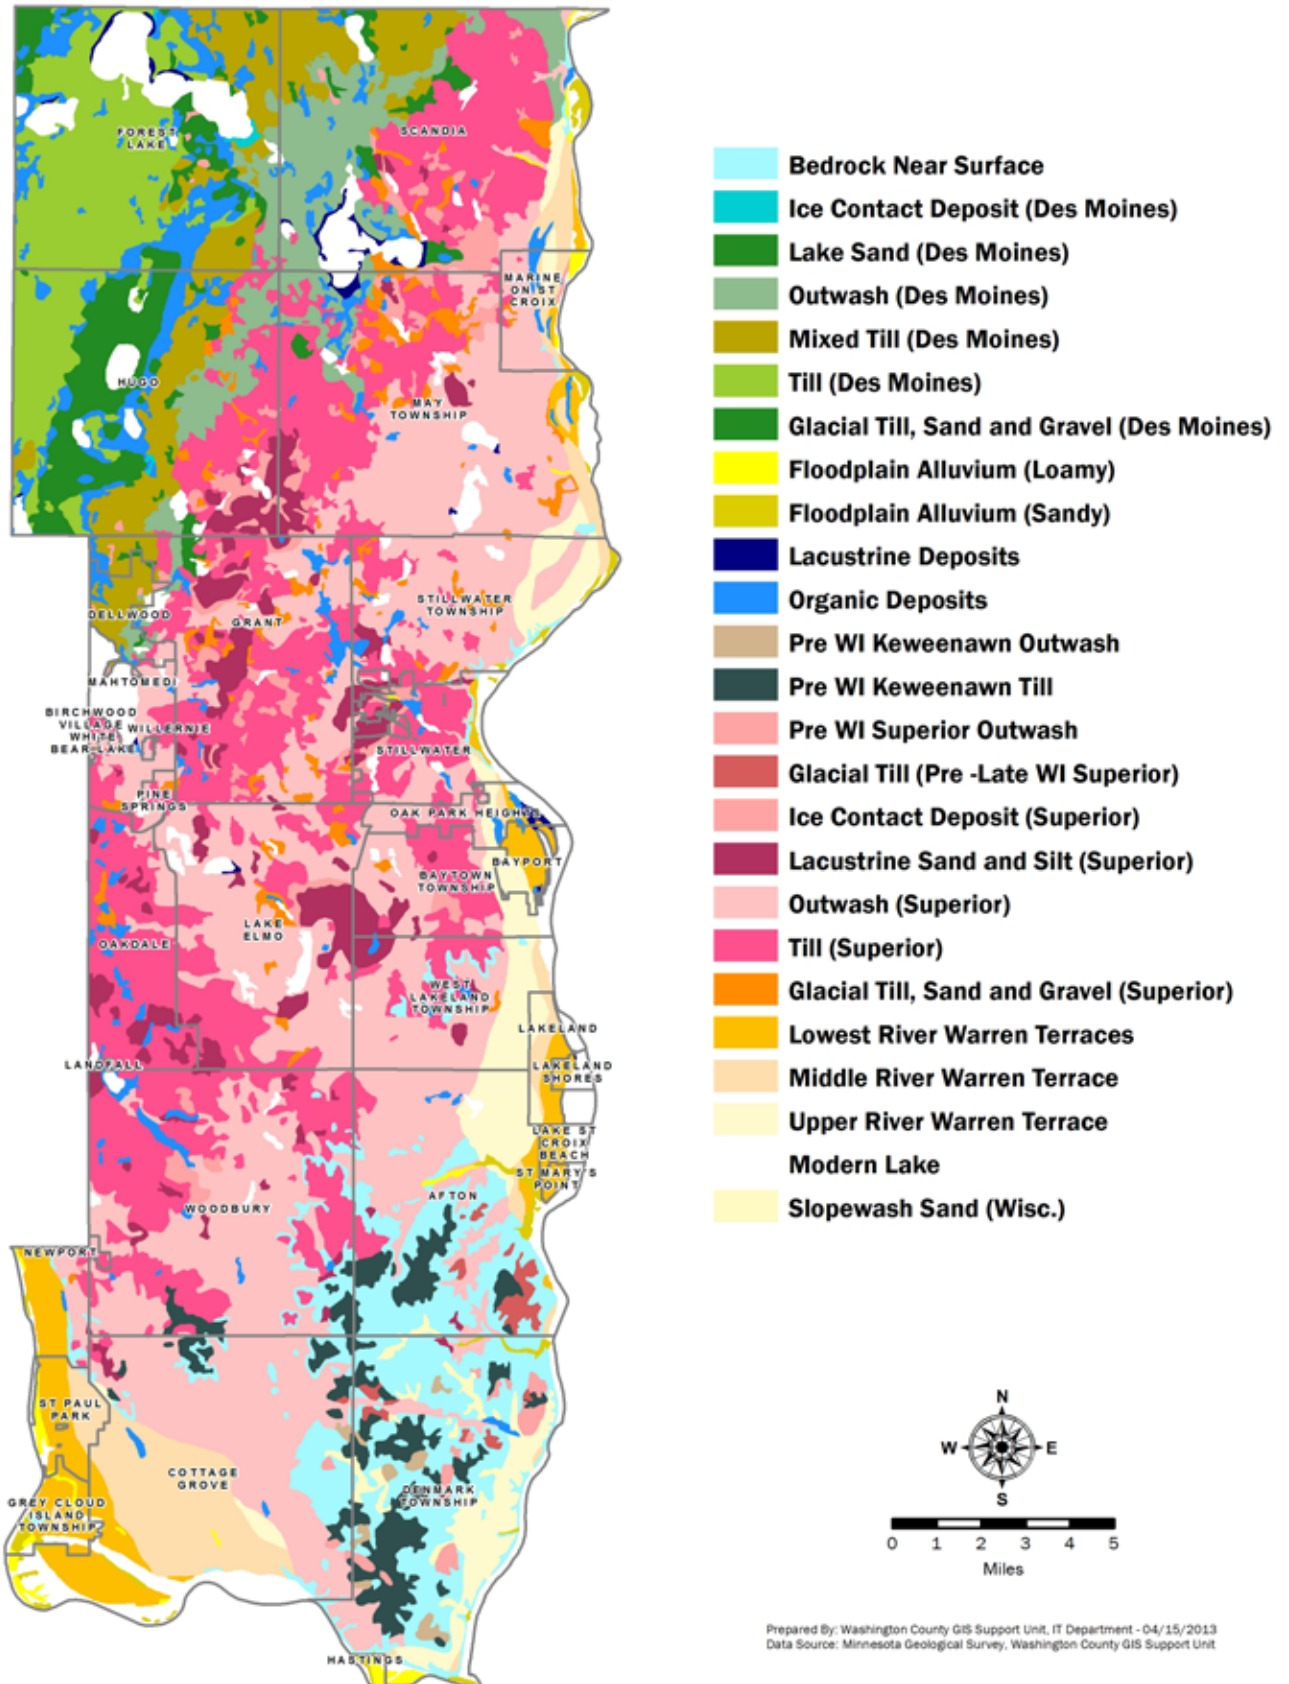 FOREST
LAKE
SCANDIA
MARINE
ON ST
CROIX
HUGO
MAY
TOWNSHIP
STILLWATER
TOWNSHIP
DELLWOOD
GRANT
MAHTOMEDI
BIRCHWOOD
VILLAGE
WHITE
BEAR LAKE
WILLERNIE
STILLWATER
PINE
SPRINGS
OAK PARK HEIGHTS
BAYPORT
BAYTOWN
TOWNSHIP
LAKE
ELMO
OAKDALE
WEST
LAKELAND
TOWNSHIP
LAKELAND
LANDFALL
LAKELAND
SHORES
LAKE ST
CROIX
BEACH
ST MARY'S
POINT
AFTON
WOODBURY
NEWPORT
ST PAUL
PARK
COTTAGE
GROVE
GREY CLOUD
ISLAND
TOWNSHIP
DENMARK
TOWNSHIP
HASTINGS
Bedrock Near Surface
Ice Contact Deposit (Des Moines)
Lake Sand (Des Moines)
Outwash (Des Moines)
Mixed Till (Des Moines)
Till (Des Moines)
Glacial Till, Sand and Gravel (Des Moines)
Floodplain Alluvium (Loamy)
Floodplain Alluvium (Sandy)
Lacustrine Deposits
Organic Deposits
Pre WI Keweenawn Outwash
Pre WI Keweenawn Till
Pre WI Superior Outwash
Glacial Till (Pre -Late WI Superior)
Ice Contact Deposit (Superior)
Lacustrine Sand and Silt (Superior)
Outwash (Superior)
Till (Superior)
Glacial Till, Sand and Gravel (Superior)
Lowest River Warren Terraces
Middle River Warren Terrace
Upper River Warren Terrace
Modern Lake
Slopewash Sand (Wisc.)
N
W E
S
0 1 2 3 4 5
Miles
Prepared By: Washington County GIS Support Unit, IT Department - 04/15/2013
Data Source: Minnesota Geological Survey, Washington County GIS Support Unit